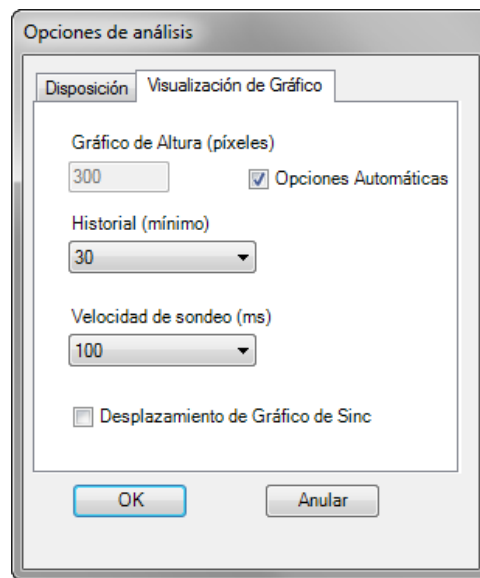 Opciones de análisis
Disposición Visualización de Gráfico
Gráfico de Altura (píxeles)
300 Opciones Automáticas
Historial (mínimo)
30
Velocidad de sondeo (ms)
100
Desplazamiento de Gráfico de Sinc
OK Anular